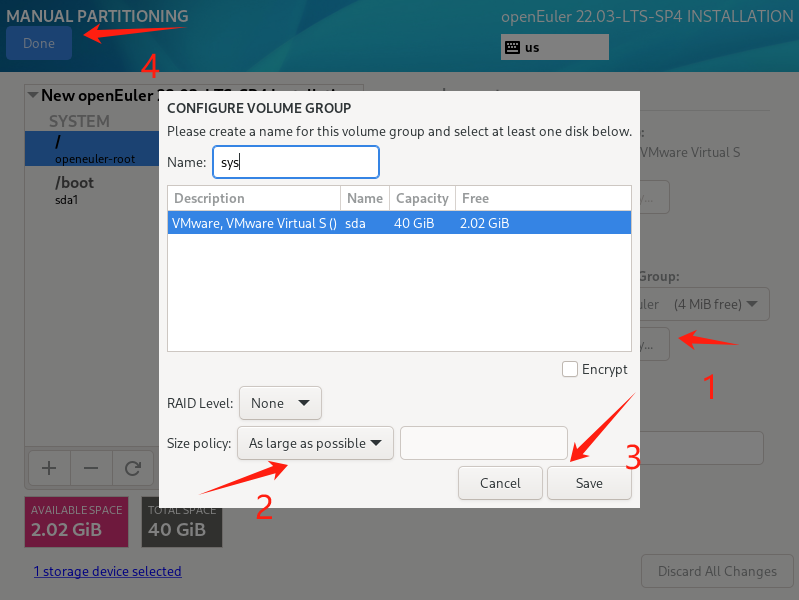 MANUAL PARTITIONING
openEuler 22.03-LTS-SP4 INSTALLATION
Done
us
4
New openEuler
SYSTEM
/
openeuler-root
/boot
sda1
CONFIGURE VOLUME GROUP
Please create a name for this volume group and select at least one disk below.
Name: sys
Description Name Capacity Free
VMware, VMware Virtual S () sda 40 GiB 2.02 GiB
VMware Virtual S
Group:
(4 MiB free)
1
Encrypt
RAID Level: None
Size policy: As large as possible
3
2
Cancel
Save
AVAILABLE SPACE
2.02 GiB
TOTAL SPACE
40 GiB
1 storage device selected
Discard All Changes